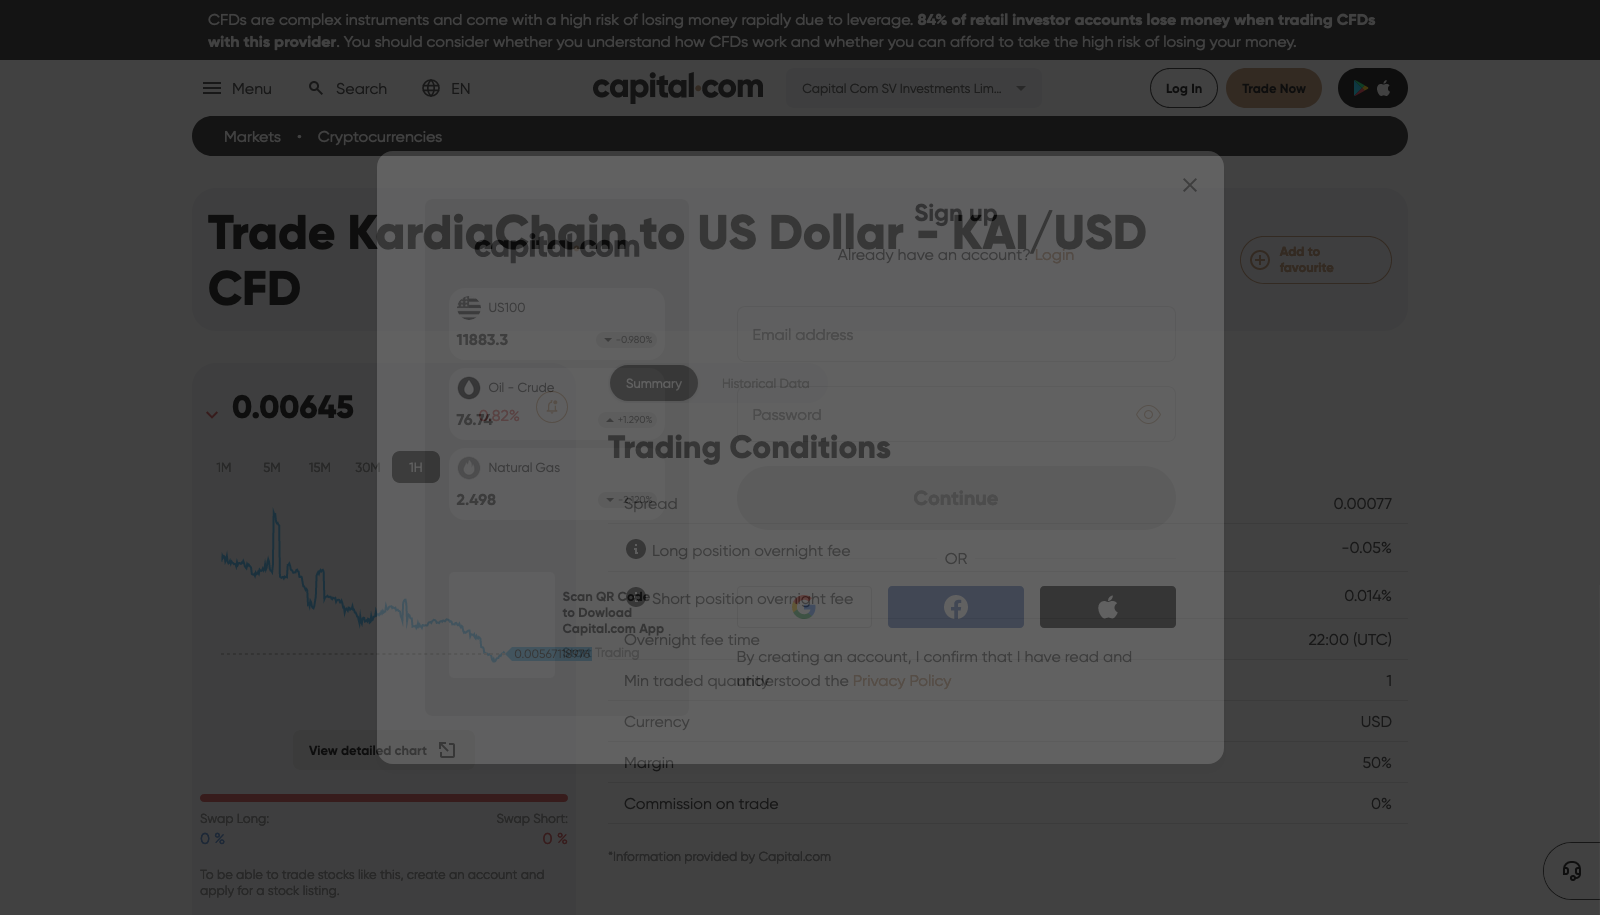 CFDs are complex instruments and come with a high risk of losing money rapidly due to leverage. 84% of retail investor accounts lose money when trading CFDs
with this provider. You should consider whether you understand how CFDs work and whether you can afford to take the high risk of losing your money.
Menu
Search
EN
capital.com
Capital Com SV Investments Lim...
Log In
Trade Now
Markets • Cryptocurrencies
Trade KardiaChain to US Dollar - KAI/USD
CFD
Add to
favourite
Sign up
Already have an account? Login
capital.com
US100
11883.3
-0.980%
Oil - Crude
76.74
+1.290%
Natural Gas
2.498
Email address
Password
Continue
OR
By creating an account, I confirm that I have read and
understood the Privacy Policy
Scan QR Code
to Dowload
Capital.com App
Trading
0.00645
0.82%
1M 5M 15M 30M 1H
View detailed chart
Swap Long:
0 %
Swap Short:
0 %
To be able to trade stocks like this, create an account and
apply for a stock listing.
Summary
Historical Data
Trading Conditions
Spread 0.00077
Long position overnight fee -0.05%
Short position overnight fee 0.014%
Overnight fee time 22:00 (UTC)
Min traded quantity 1
Currency USD
Margin 50%
Commission on trade 0%
*Information provided by Capital.com